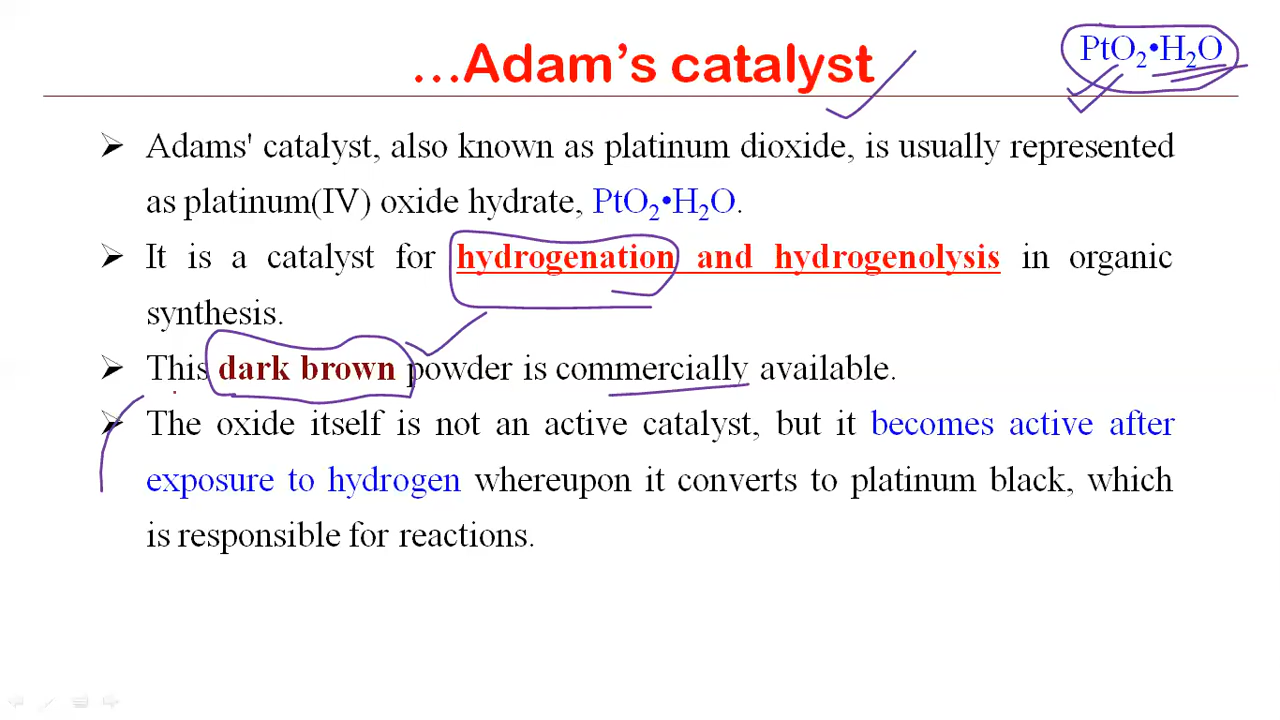 …Adam's catalyst
PtO₂•H₂O
➢ Adams' catalyst, also known as platinum dioxide, is usually represented
as platinum(IV) oxide hydrate, PtO₂•H₂O.
➢ It is a catalyst for hydrogenation and hydrogenolysis in organic
synthesis.
➢ This dark brown powder is commercially available.
➢ The oxide itself is not an active catalyst, but it becomes active after
exposure to hydrogen whereupon it converts to platinum black, which
is responsible for reactions.